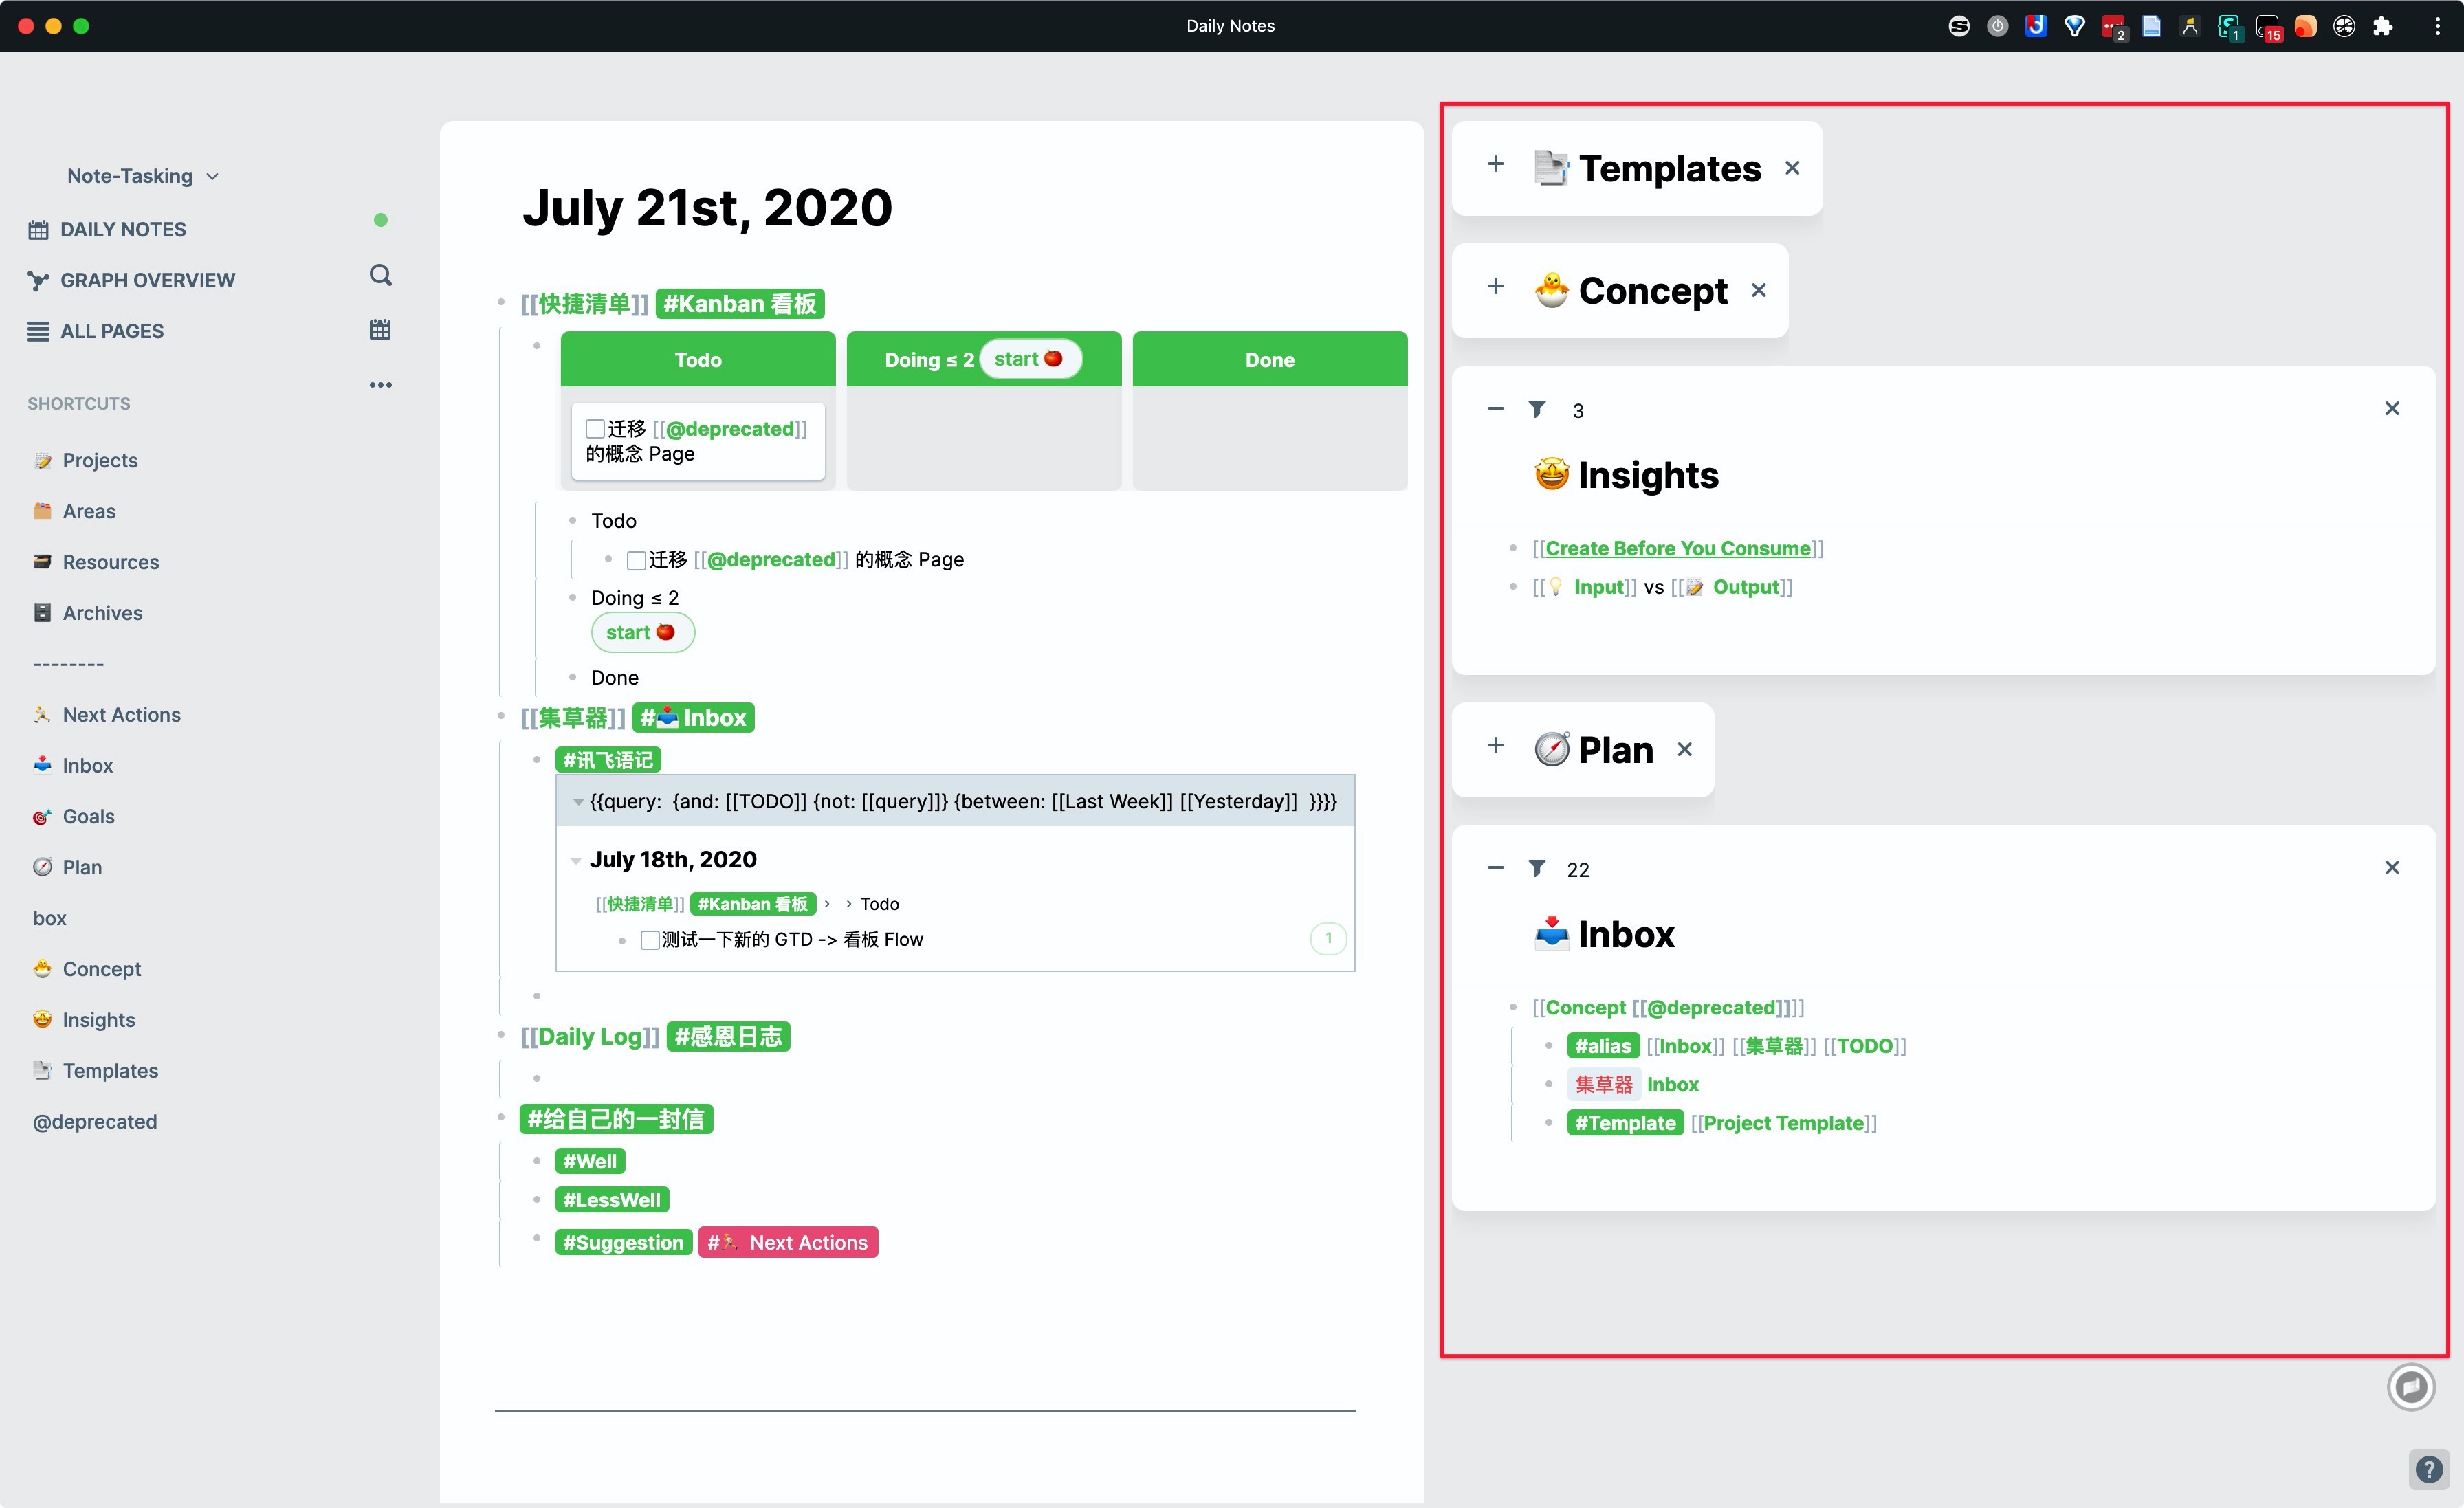 Daily Notes
2
1
15
Note-Tasking
DAILY NOTES
GRAPH OVERVIEW
ALL PAGES
SHORTCUTS
Projects
Areas
Resources
Archives
--------
Next Actions
Inbox
Goals
Plan
box
Concept
Insights
Templates
@deprecated
July 21st, 2020
[[快捷清单]] #Kanban 看板
Todo
Doing ≤ 2 start 🍅
Done
迁移 [[@deprecated]]
的概念 Page
Todo
迁移 [[@deprecated]] 的概念 Page
Doing ≤ 2
start 🍅
Done
[[集草器]] #📥 Inbox
#讯飞语记
{{query: {and: [[TODO]] {not: [[query]]} {between: [[Last Week]] [[Yesterday]] }}}}
July 18th, 2020
[[快捷清单]] #Kanban 看板 › › Todo
测试一下新的 GTD -> 看板 Flow
1
[[Daily Log]] #感恩日志
#给自己的一封信
#Well
#LessWell
#Suggestion #🏃 Next Actions
Templates
Concept
3
🤩 Insights
[[Create Before You Consume]]
[[💡 Input]] vs [[📝 Output]]
🧭 Plan
22
📥 Inbox
[[Concept [[@deprecated]]]]
#alias [[Inbox]] [[集草器]] [[TODO]]
集草器 Inbox
#Template [[Project Template]]
?